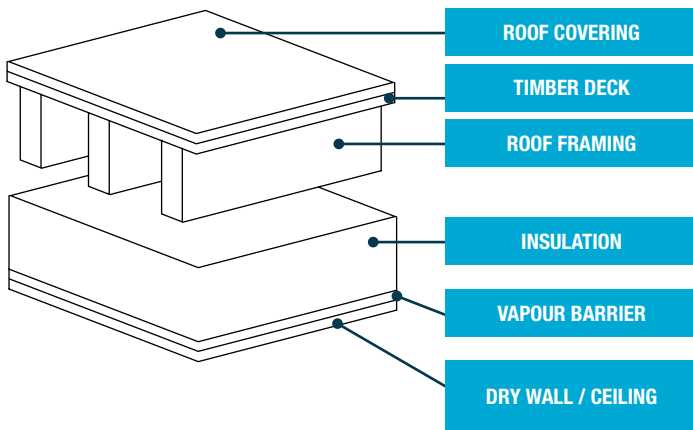 ROOF COVERING
TIMBER DECK
ROOF FRAMING
INSULATION
VAPOUR BARRIER
DRY WALL / CEILING